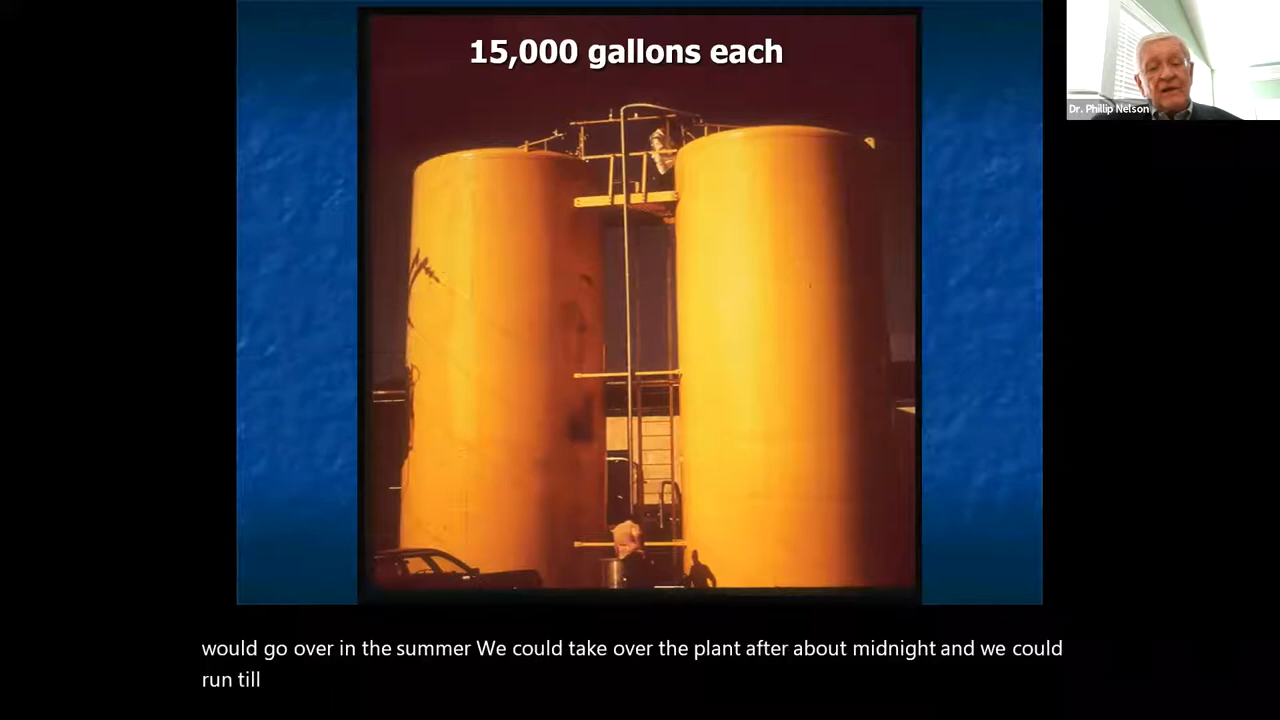 15,000 gallons each
Dr. Phillip Nelson
would go over in the summer We could take over the plant after about midnight and we could
run till